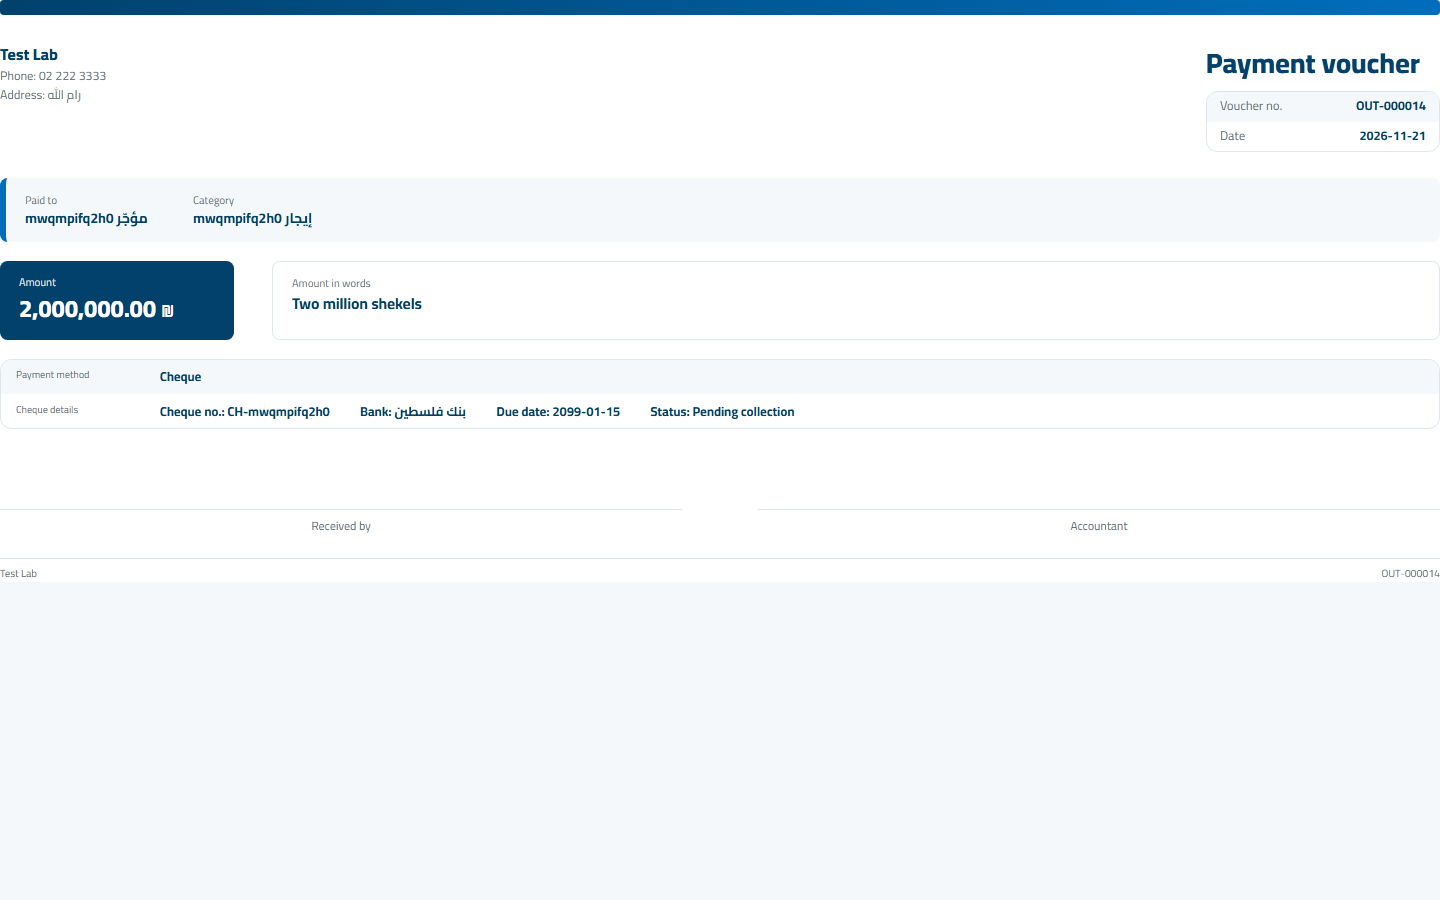 Test Lab
Phone: 02 222 3333
Address: رام الله
Payment voucher
Voucher no. OUT-000014
Date 2026-11-21
Paid to
mwqmpifq2h0 مؤجّر
Category
mwqmpifq2h0 إيجار
Amount
2,000,000.00 ₪
Amount in words
Two million shekels
Payment method Cheque
Cheque details Cheque no.: CH-mwqmpifq2h0 Bank: بنك فلسطين Due date: 2099-01-15 Status: Pending collection
Received by
Accountant
Test Lab OUT-000014